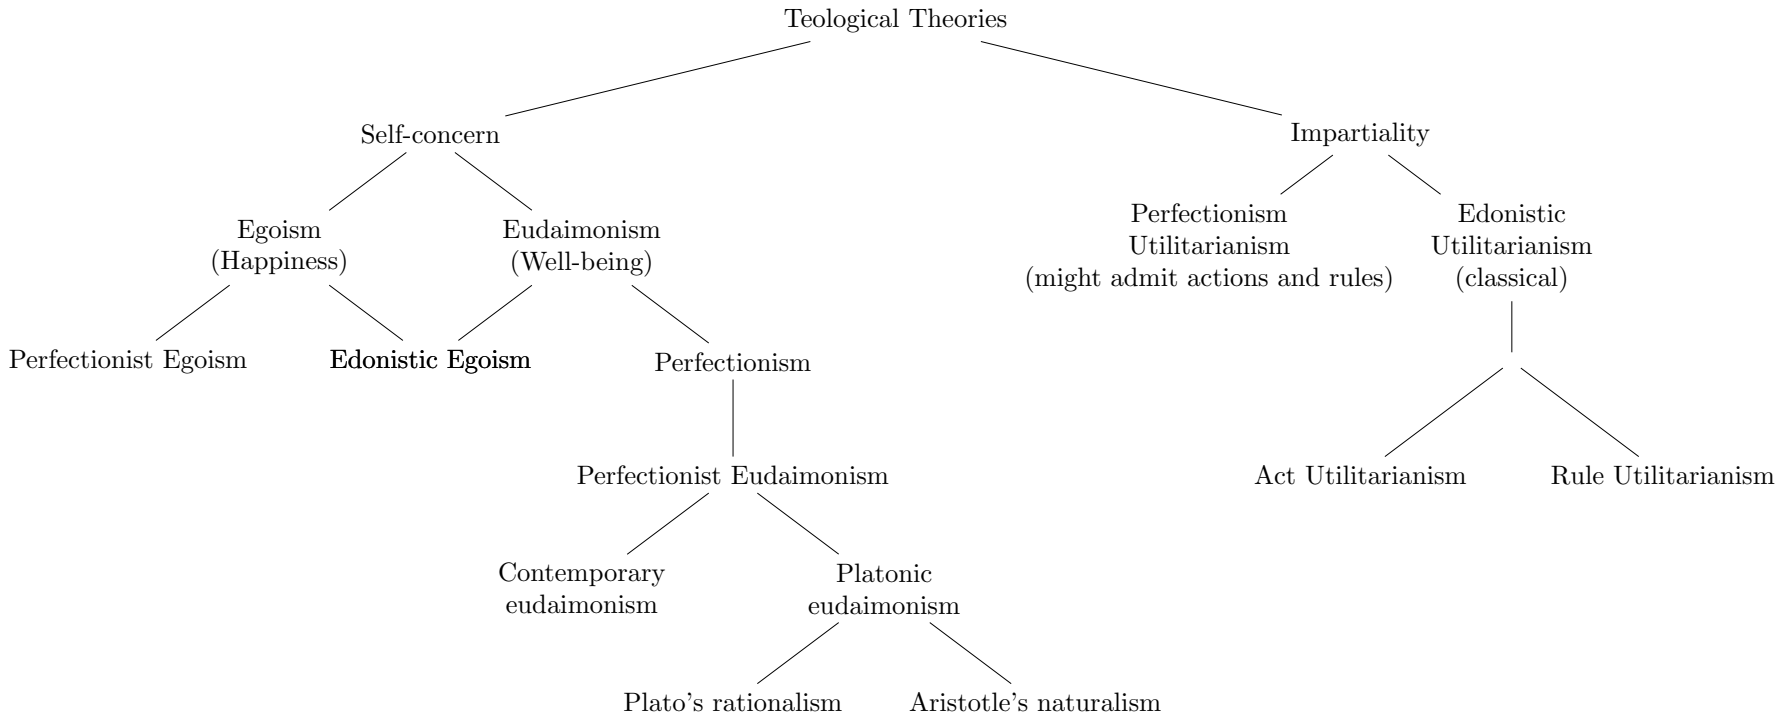 Teological Theories
Self-concern
Impartiality
Egoism
(Happiness)
Eudaimonism
(Well-being)
Perfectionism
Utilitarianism
(might admit actions and rules)
Edonistic
Utilitarianism
(classical)
Perfectionist Egoism
Edonistic Egoism
Perfectionism
Perfectionist Eudaimonism
Act Utilitarianism
Rule Utilitarianism
Contemporary
eudaimonism
Platonic
eudaimonism
Plato's rationalism
Aristotle's naturalism